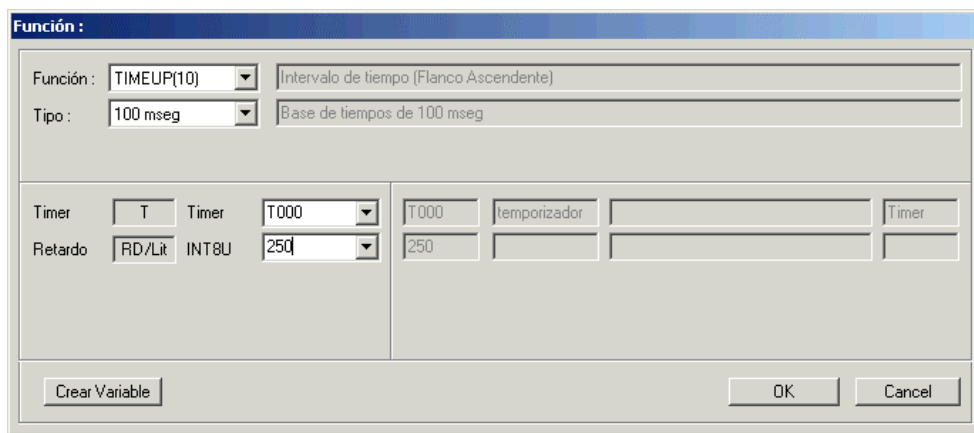 Función :
Función : TIMEUP(10) Intervalo de tiempo (Flanco Ascendente)
Tipo : 100 mseg Base de tiempos de 100 mseg
Timer T Timer T000 T000 temporizador Timer
Retardo RD/Lit INT8U 250 250
Crear Variable OK Cancel